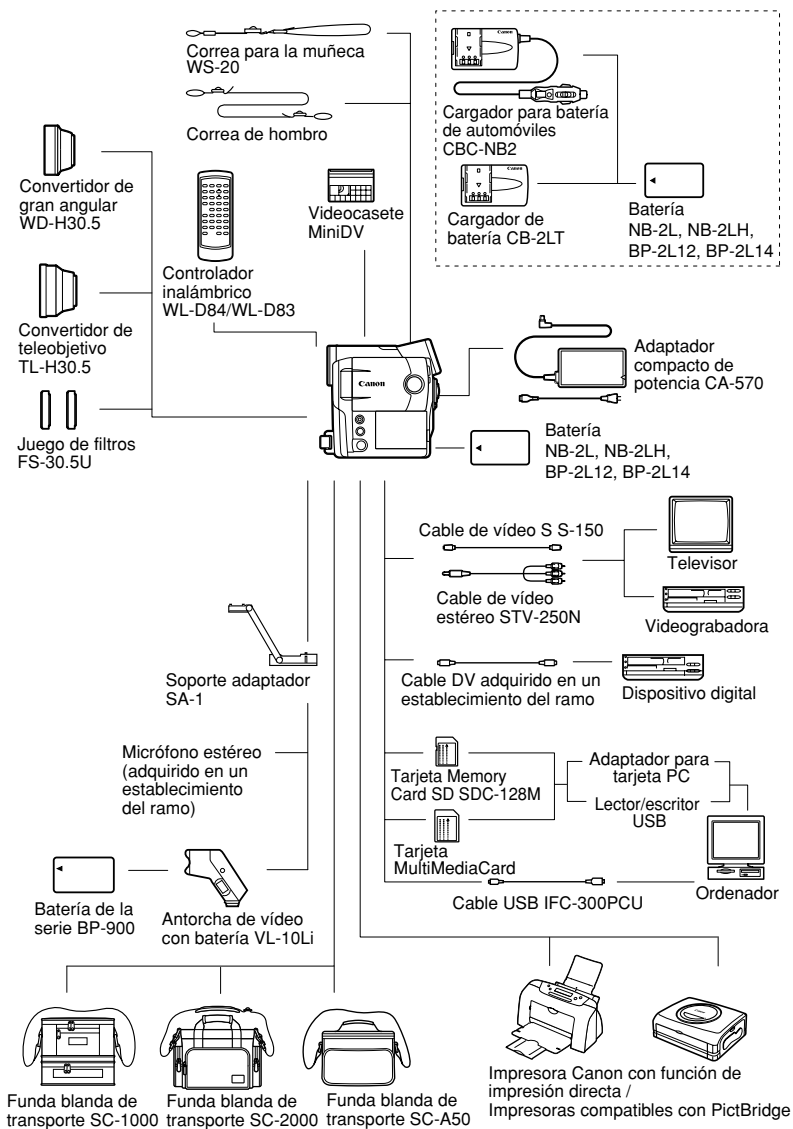 Correa para la muñeca
WS-20
Correa de hombro
Convertidor de
gran angular
WD-H30.5
Controlador
inalámbrico
WL-D84/WL-D83
Videocasete
MiniDV
Canon
Cargador para batería
de automóviles
CBC-NB2
Canon
Cargador de
batería CB-2LT
Batería
NB-2L, NB-2LH,
BP-2L12, BP-2L14
Convertidor de
teleobjetivo
TL-H30.5
Juego de filtros
FS-30.5U
Canon
Adaptador
compacto de
potencia CA-570
Batería
NB-2L, NB-2LH,
BP-2L12, BP-2L14
Cable de vídeo S S-150
Cable de vídeo
estéreo STV-250N
Televisor
Videograbadora
Soporte adaptador
SA-1
Cable DV adquirido en un
establecimiento del ramo
Dispositivo digital
Micrófono estéreo
(adquirido en un
establecimiento
del ramo)
Tarjeta Memory
Card SD SDC-128M
Adaptador para
tarjeta PC
Lector/escritor
USB
Tarjeta
MultiMediaCard
Cable USB IFC-300PCU
Ordenador
Batería de la
serie BP-900
Antorcha de vídeo
con batería VL-10Li
Funda blanda de
transporte SC-1000
Funda blanda de
transporte SC-2000
Funda blanda de
transporte SC-A50
Impresora Canon con función de
impresión directa /
Impresoras compatibles con PictBridge